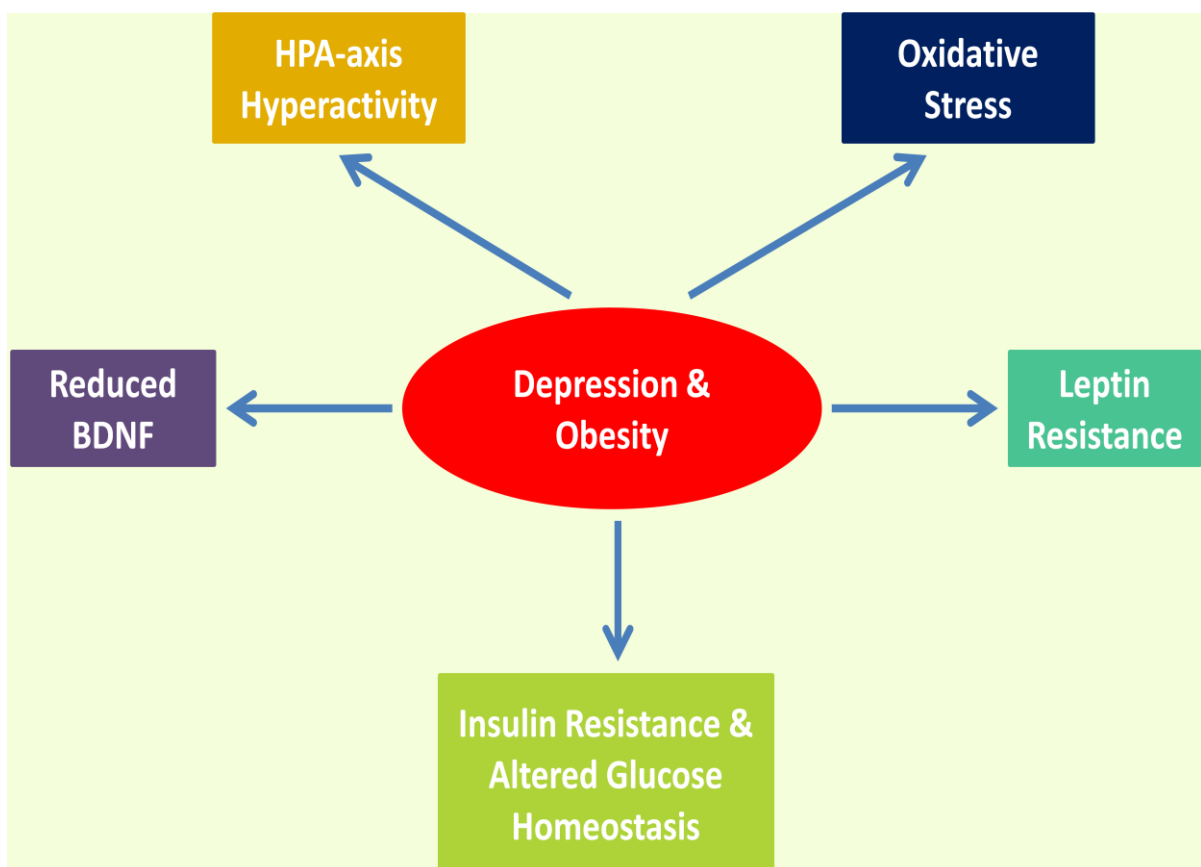 HPA-axis
Hyperactivity
Oxidative
Stress
Reduced
BDNF
Depression &
Obesity
Leptin
Resistance
Insulin Resistance &
Altered Glucose
Homeostasis